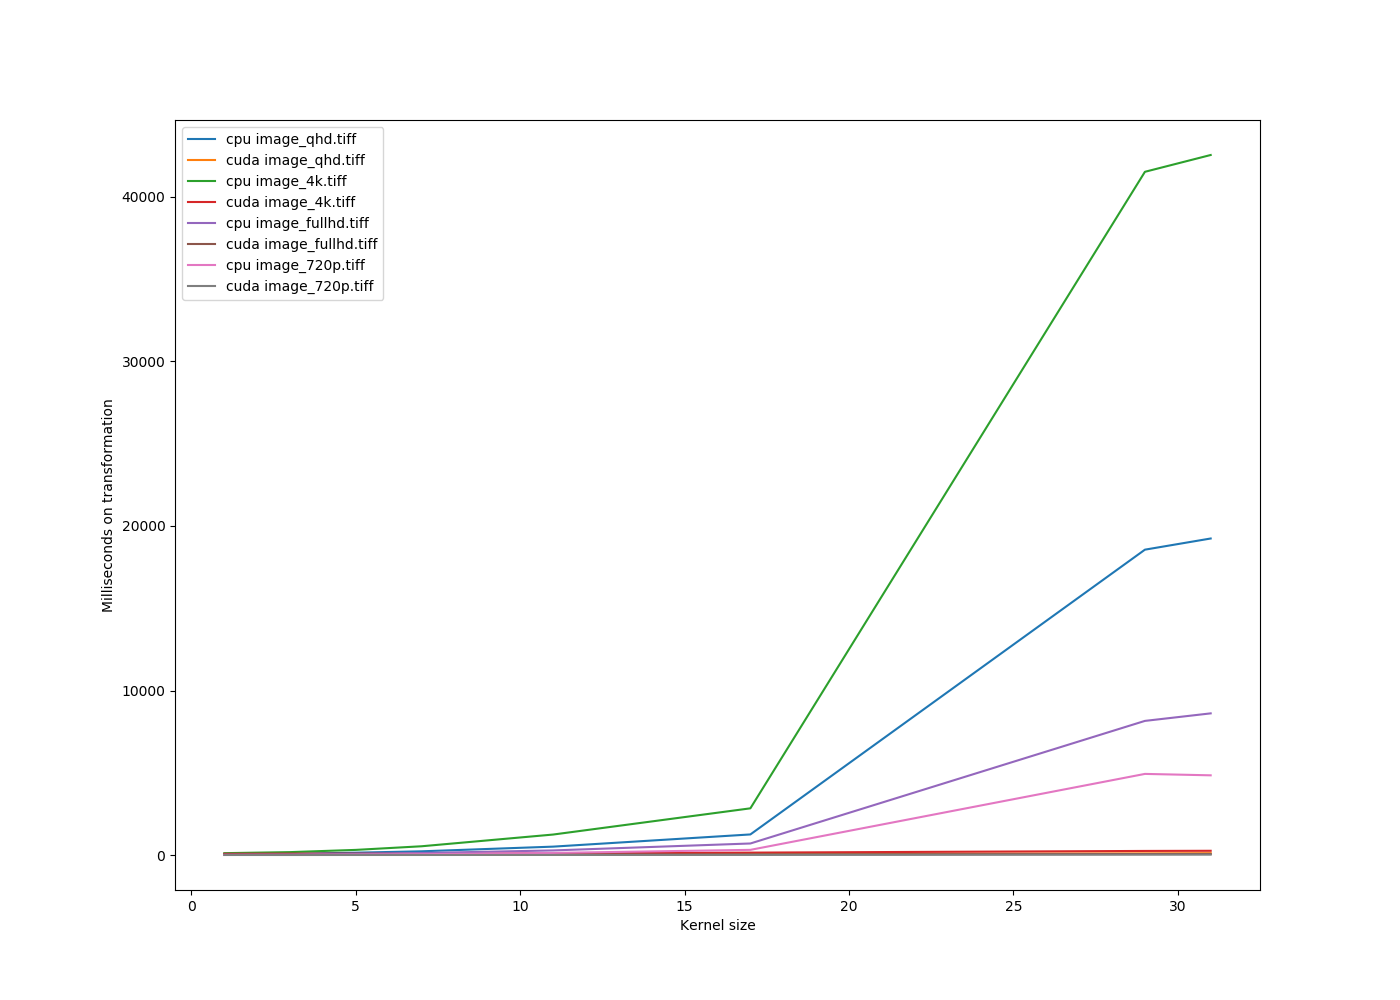 cpu image_qhd.tiff
cuda image_qhd.tiff
cpu image_4k.tiff
cuda image_4k.tiff
cpu image_fullhd.tiff
cuda image_fullhd.tiff
cpu image_720p.tiff
cuda image_720p.tiff
40000
30000
20000
10000
0
Milliseconds on transformation
0 5 10 15 20 25 30
Kernel size